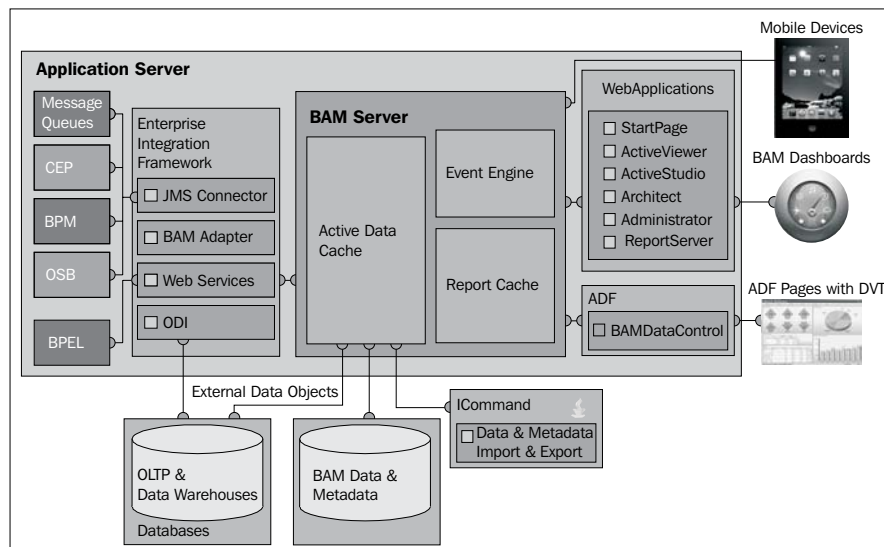 Mobile Devices
Application Server
Message
Queues
CEP
BPM
OSB
BPEL
Enterprise
Integration
Framework
JMS Connector
BAM Adapter
Web Services
ODI
BAM Server
Active Data
Cache
Event Engine
Report Cache
WebApplications
StartPage
ActiveViewer
ActiveStudio
Architect
Administrator
ReportServer
BAM Dashboards
ADF
BAMDataControl
ADF Pages with DVT
External Data Objects
OLTP &
Data Warehouses
Databases
BAM Data &
Metadata
ICommand
Data & Metadata
Import & Export